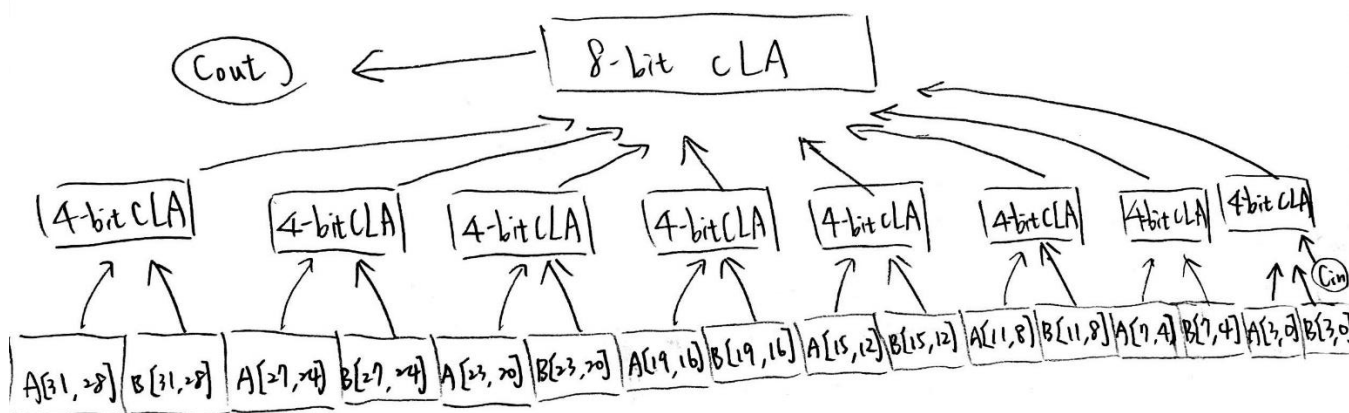 8-bit CLA
Cout
4-bit CLA 4-bit CLA 4-bit CLA 4-bit CLA 4-bit CLA 4-bit CLA 4-bit CLA 4-bit CLA
Cin
A[31,28] B[31,28] A[27,24] B[27,24] A[23,20] B[23,20] A[19,16] B[19,16] A[15,12] B[15,12] A[11,8] B[11,8] A[7,4] B[7,4] A[3,0] B[3,0]